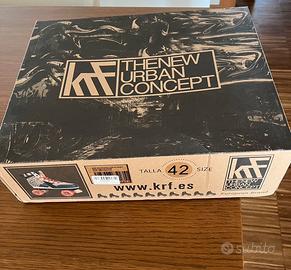 KRF
THE NEW
URBAN
CONCEPT
TALLA 42 SIZE
www.krf.es
KRF
THE NEW
URBAN
CONCEPT
subito